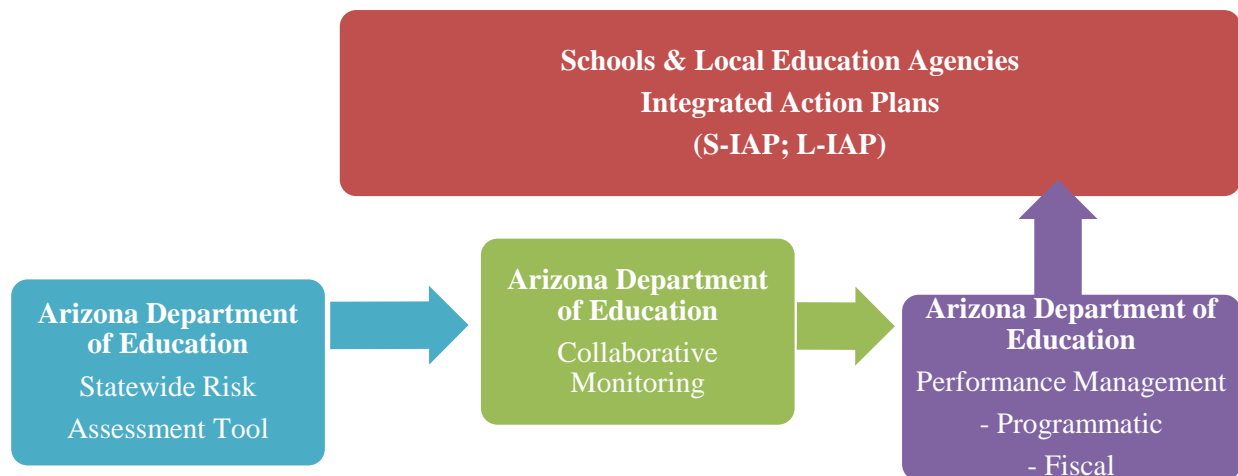 Schools & Local Education Agencies
Integrated Action Plans
(S-IAP; L-IAP)
Arizona Department
of Education
Statewide Risk
Assessment Tool
Arizona Department
of Education
Collaborative
Monitoring
Arizona Department of
Education
Performance Management
- Programmatic
- Fiscal